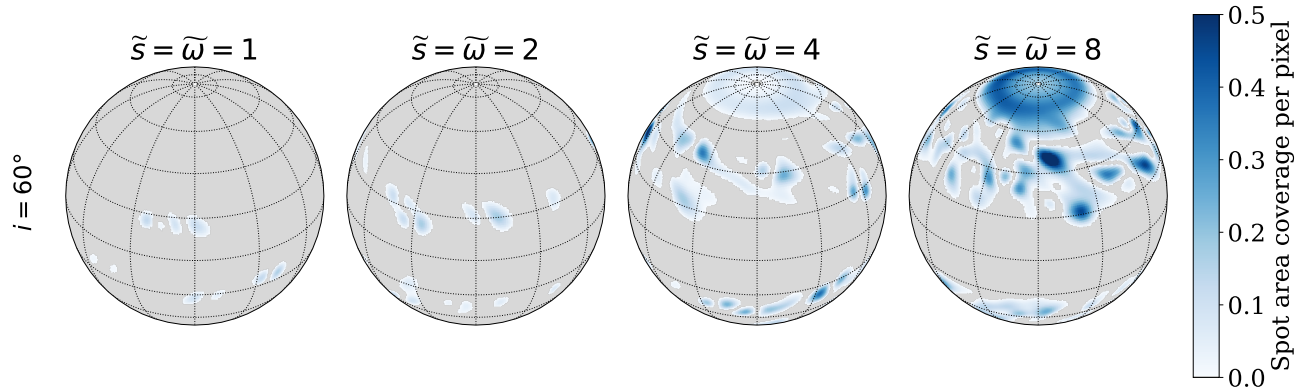 s̃ = ω̃ = 1
s̃ = ω̃ = 2
s̃ = ω̃ = 4
s̃ = ω̃ = 8
i = 60°
0.5
0.4
0.3
0.2
0.1
0.0
Spot area coverage per pixel